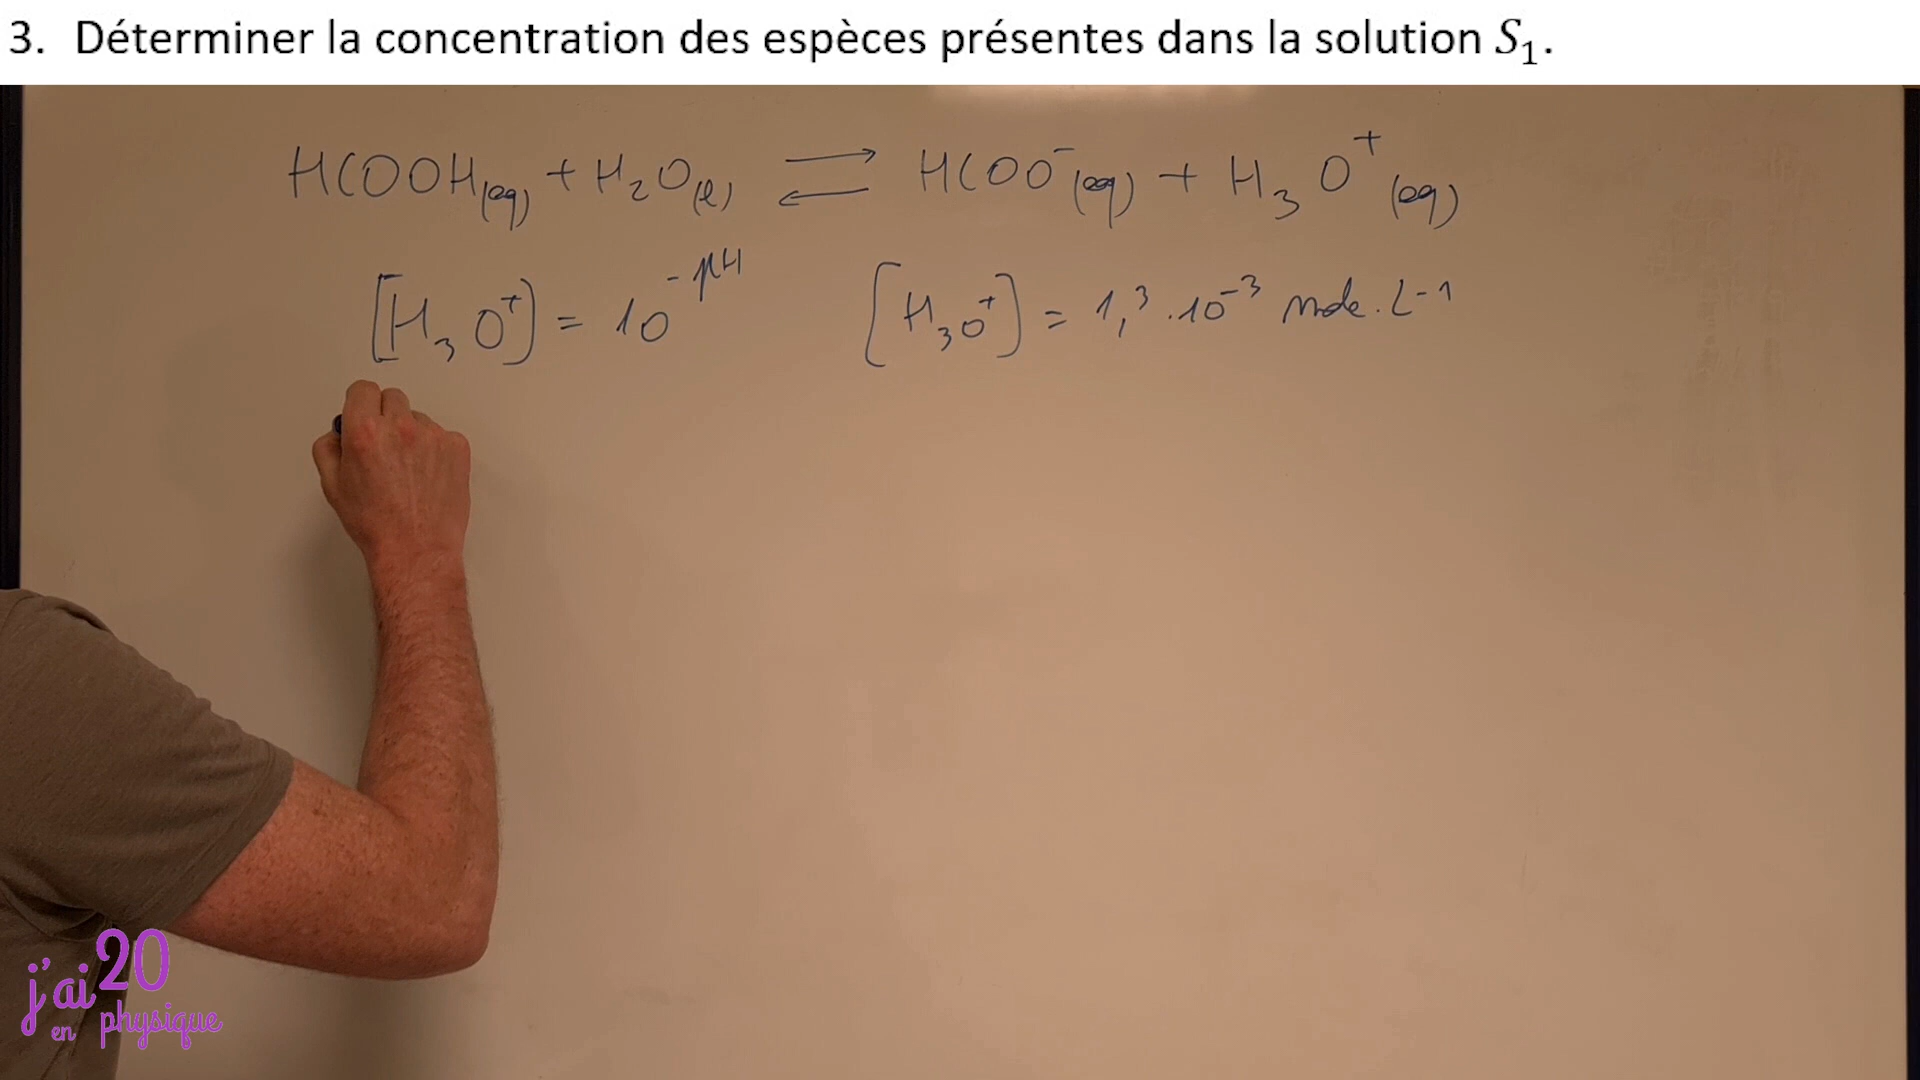 3. Déterminer la concentration des espèces présentes dans la solution S₁.
HCOOH(aq) + H₂O(l) ⇌ HCOO⁻(aq) + H₃O⁺(aq)
[H₃O⁺] = 10⁻ᵖᴴ [H₃O⁺] = 1,3 . 10⁻³ mol . L⁻¹
j'ai 20
en physique